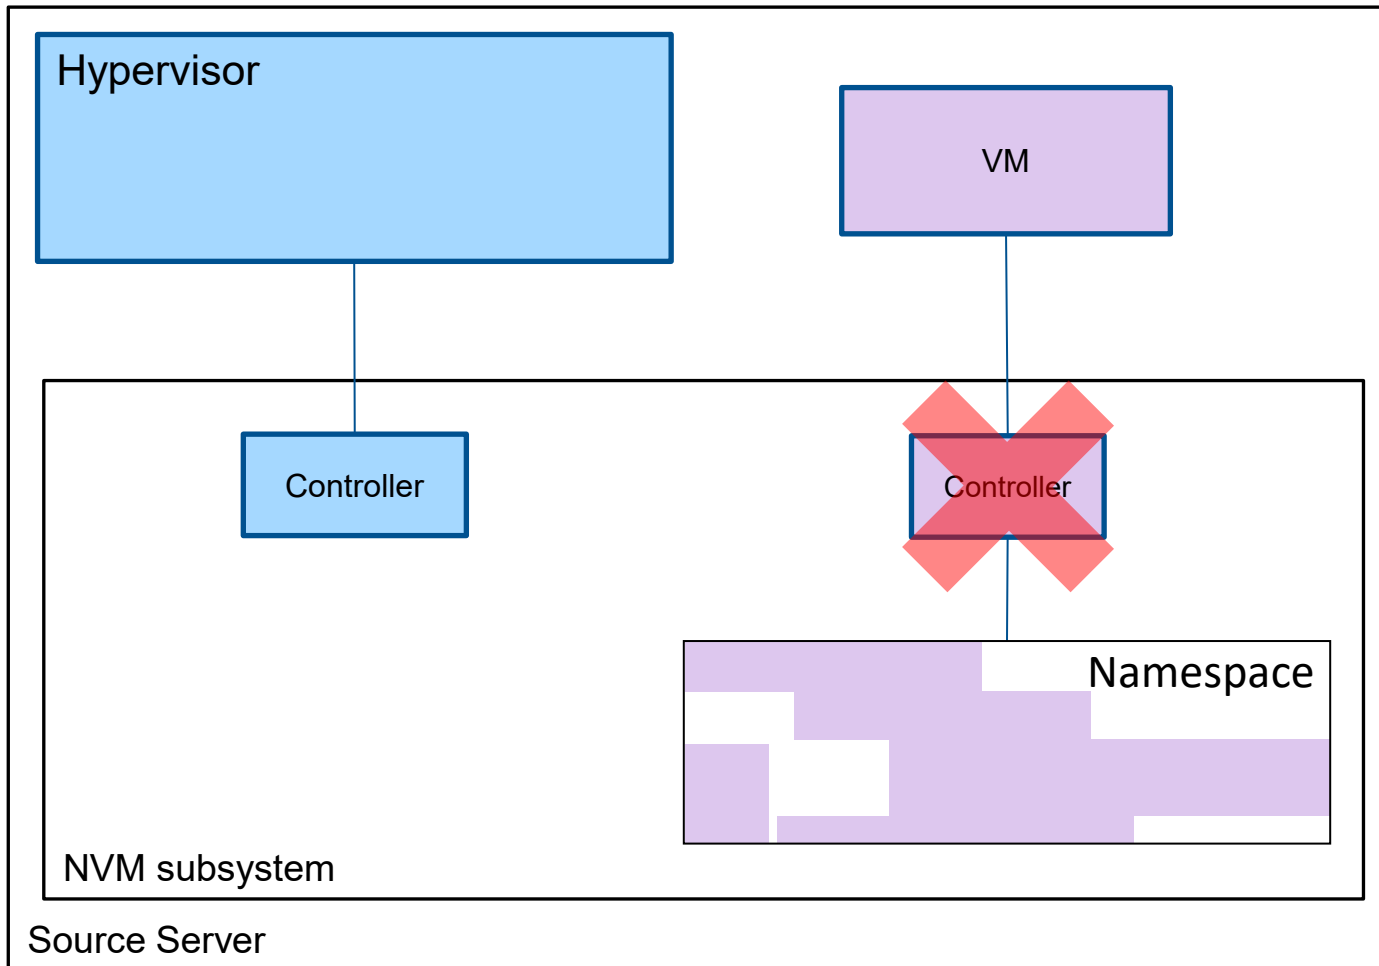 Hypervisor
VM
Controller
Controller
Namespace
NVM subsystem
Source Server